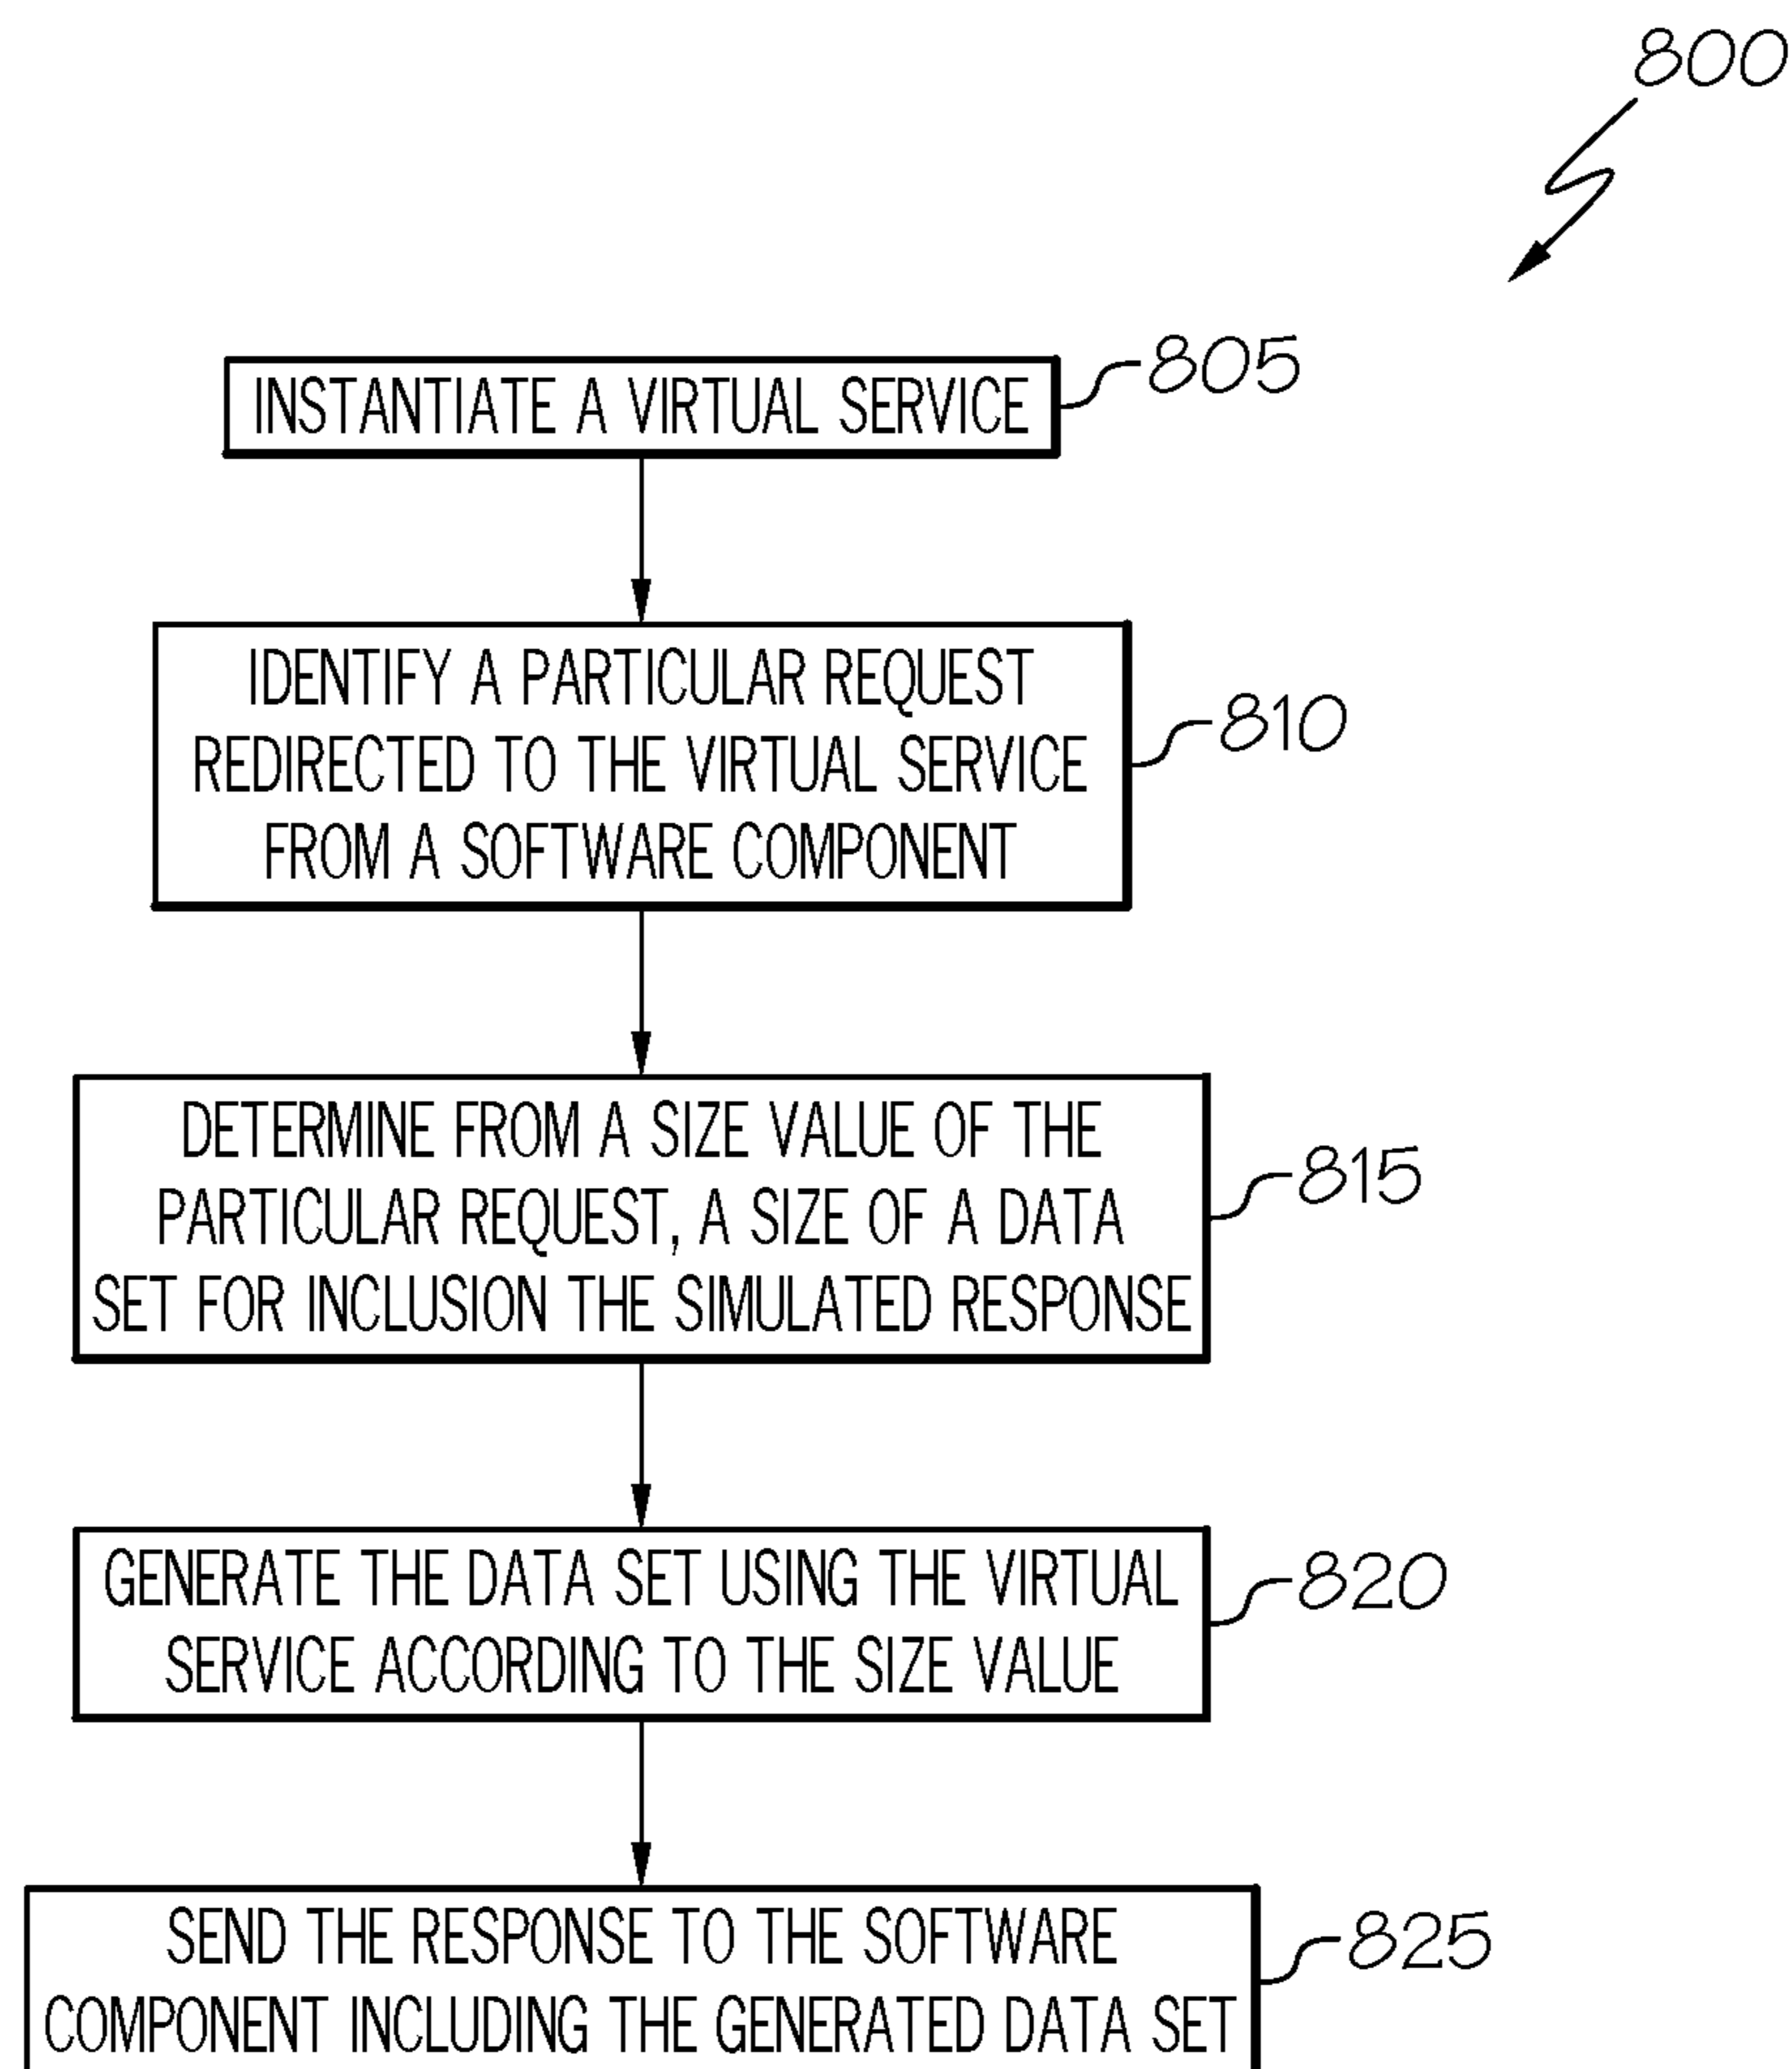 800
INSTANTIATE A VIRTUAL SERVICE
805
IDENTIFY A PARTICULAR REQUEST
REDIRECTED TO THE VIRTUAL SERVICE
FROM A SOFTWARE COMPONENT
810
DETERMINE FROM A SIZE VALUE OF THE
PARTICULAR REQUEST, A SIZE OF A DATA
SET FOR INCLUSION THE SIMULATED RESPONSE
815
GENERATE THE DATA SET USING THE VIRTUAL
SERVICE ACCORDING TO THE SIZE VALUE
820
SEND THE RESPONSE TO THE SOFTWARE
COMPONENT INCLUDING THE GENERATED DATA SET
825